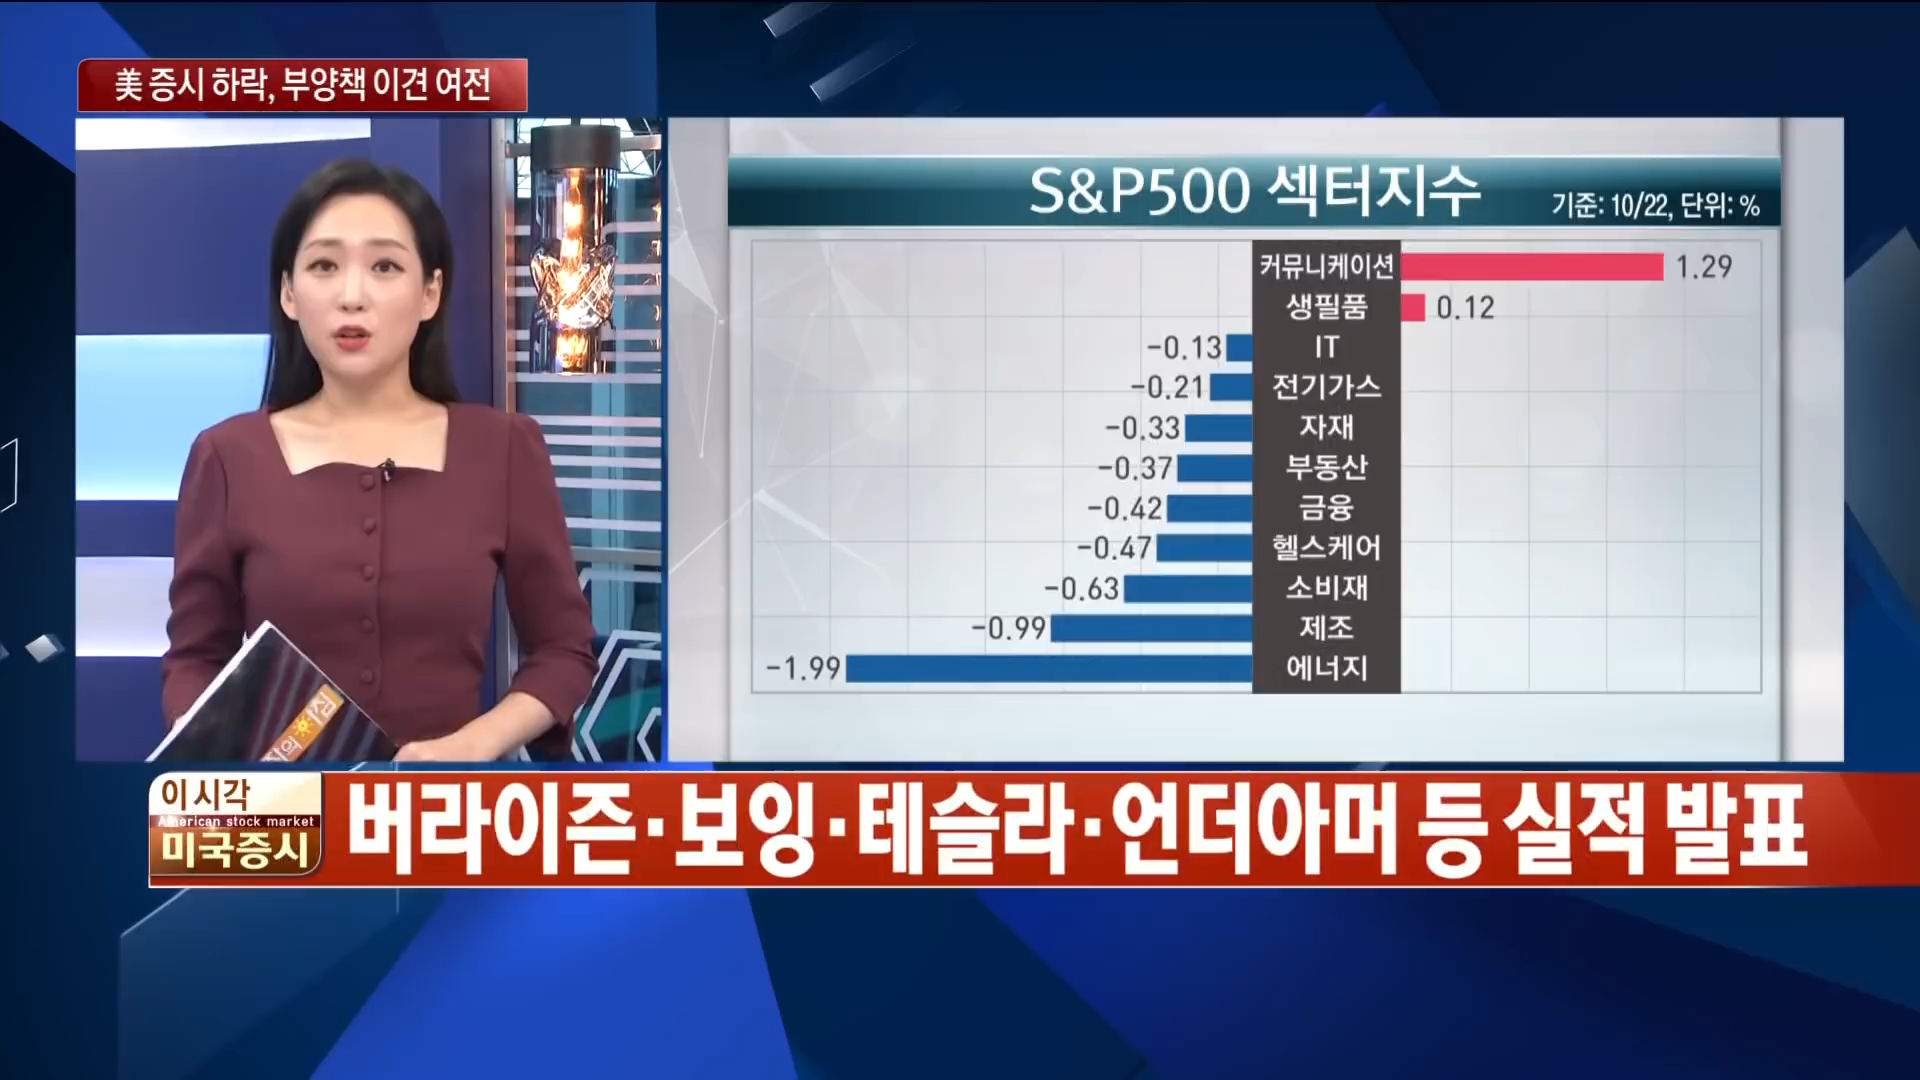 美 증시 하락, 부양책 이견 여전
S&P500 섹터지수
기준: 10/22, 단위: %
커뮤니케이션 1.29
생필품 0.12
-0.13 IT
-0.21 전기가스
-0.33 자재
-0.37 부동산
-0.42 금융
-0.47 헬스케어
-0.63 소비재
-0.99 제조
-1.99 에너지
이 시각
American stock market
미국증시
버라이즌·보잉·테슬라·언더아머 등 실적 발표